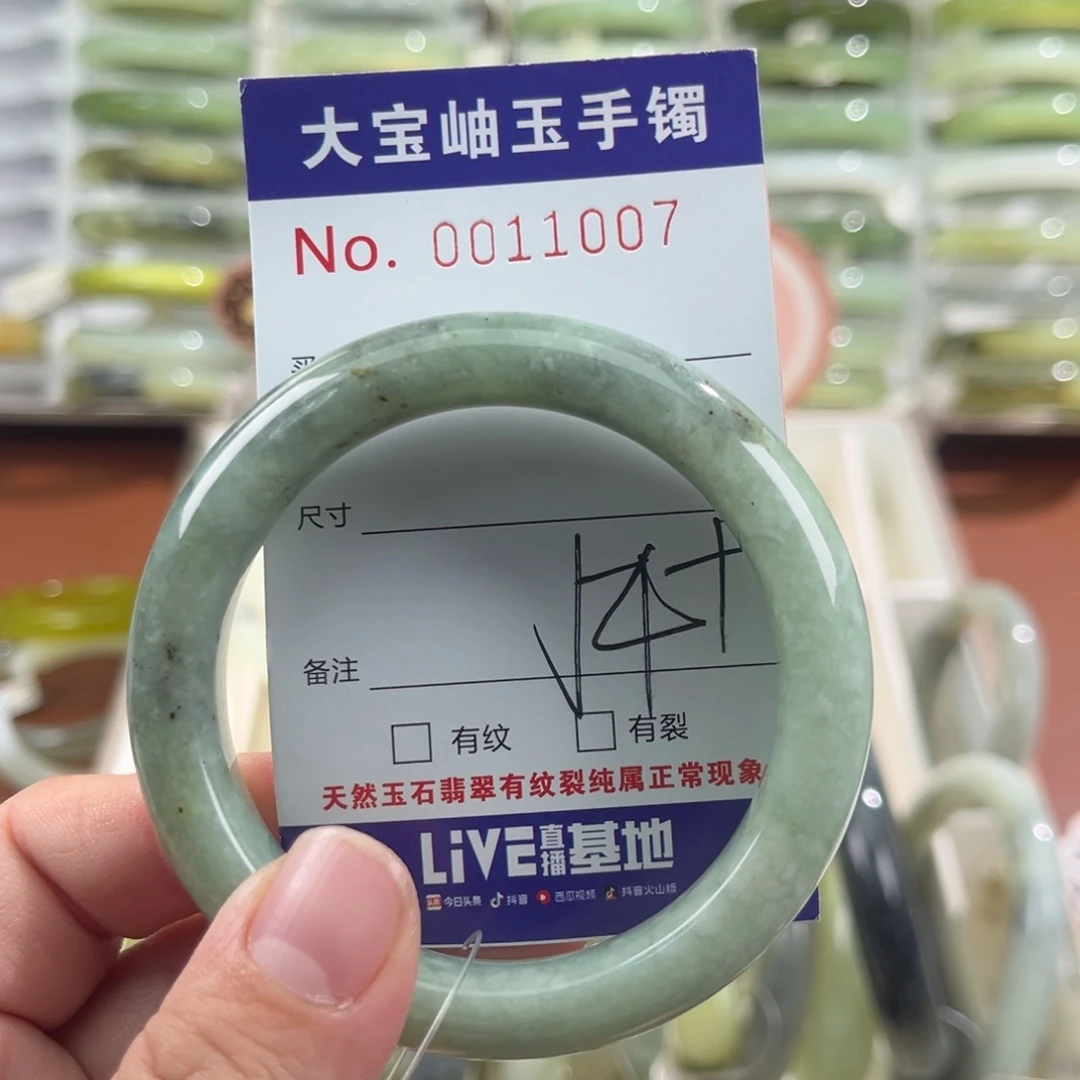 大宝岫玉手镯
No. 0011007
尺寸
备注
有纹 有裂
天然玉石翡翠有纹裂纯属正常现象
LiVE直播基地
头条 今日头条 抖音 西瓜视频 抖音火山版